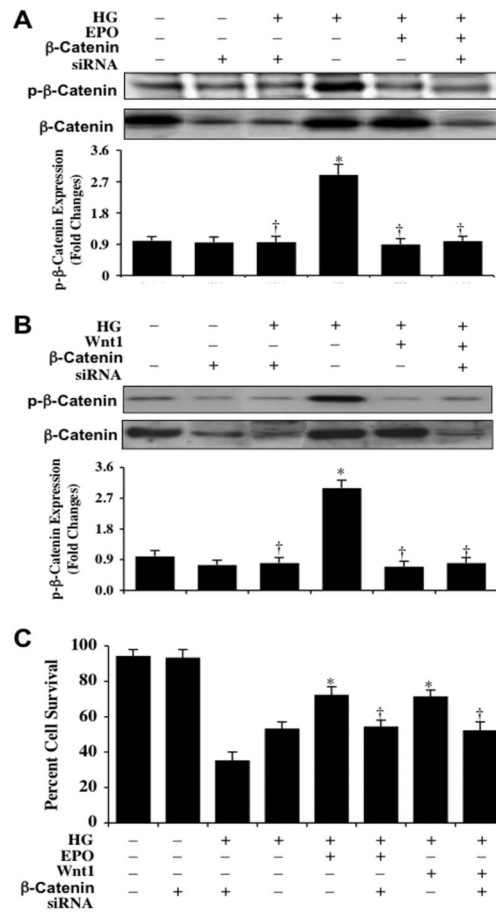 A
HG – – + + + +
EPO – – – – + +
β-Catenin
siRNA – + + – – +
p-β-Catenin
β-Catenin
p-β-Catenin Expression
(Fold Changes)
3.6
2.7
1.8
0.9
0
†
*
†
†
B
HG – – + + + +
Wnt1 – – – – + +
β-Catenin
siRNA – + + – – +
p-β-Catenin
β-Catenin
p-β-Catenin Expression
(Fold Changes)
3.6
2.7
1.8
0.9
0.0
†
*
†
†
C
Percent Cell Survival
100
80
60
40
20
0
*
†
*
†
HG – – + + + + + +
EPO – – – – + + – –
Wnt1 – – – – – – + +
β-Catenin
siRNA – + + – – + – +